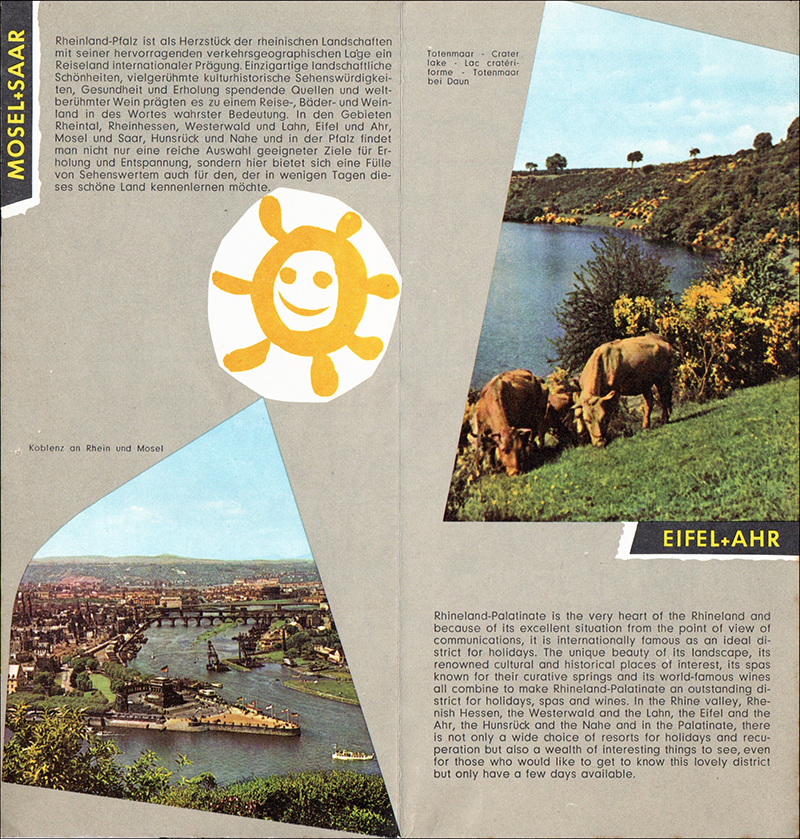 MOSEL+SAAR
Rheinland-Pfalz ist als Herzstück der rheinischen Landschaften
mit seiner hervorragenden verkehrsgeographischen Lage ein
Reiseland internationaler Prägung. Einzigartige landschaftliche
Schönheiten, vielgerühmte kulturhistorische Sehenswürdigkei-
ten, Gesundheit und Erholung spendende Quellen und welt-
berühmter Wein prägten es zu einem Reise-, Bäder- und Wein-
land in des Wortes wahrster Bedeutung. In den Gebieten
Rheintal, Rheinhessen, Westerwald und Lahn, Eifel und Ahr,
Mosel und Saar, Hunsrück und Nahe und in der Pfalz findet
man nicht nur eine reiche Auswahl geeigneter Ziele für Er-
holung und Entspannung, sondern hier bietet sich eine Fülle
von Sehenswertem auch für den, der in wenigen Tagen die-
ses schöne Land kennenlernen möchte.
Koblenz an Rhein und Mosel
Totenmaar - Crater
lake - Lac cratéri-
forme - Totenmaar
bei Daun
EIFEL+AHR
Rhineland-Palatinate is the very heart of the Rhineland and
because of its excellent situation from the point of view of
communications, it is internationally famous as an ideal di-
strict for holidays. The unique beauty of its landscape, its
renowned cultural and historical places of interest, its spas
known for their curative springs and its world-famous wines
all combine to make Rhineland-Palatinate an outstanding di-
strict for holidays, spas and wines. In the Rhine valley, Rhe-
nish Hessen, the Westerwald and the Lahn, the Eifel and the
Ahr, the Hunsrück and the Nahe and in the Palatinate, there
is not only a wide choice of resorts for holidays and recu-
peration but also a wealth of interesting things to see, even
for those who would like to get to know this lovely district
but only have a few days available.